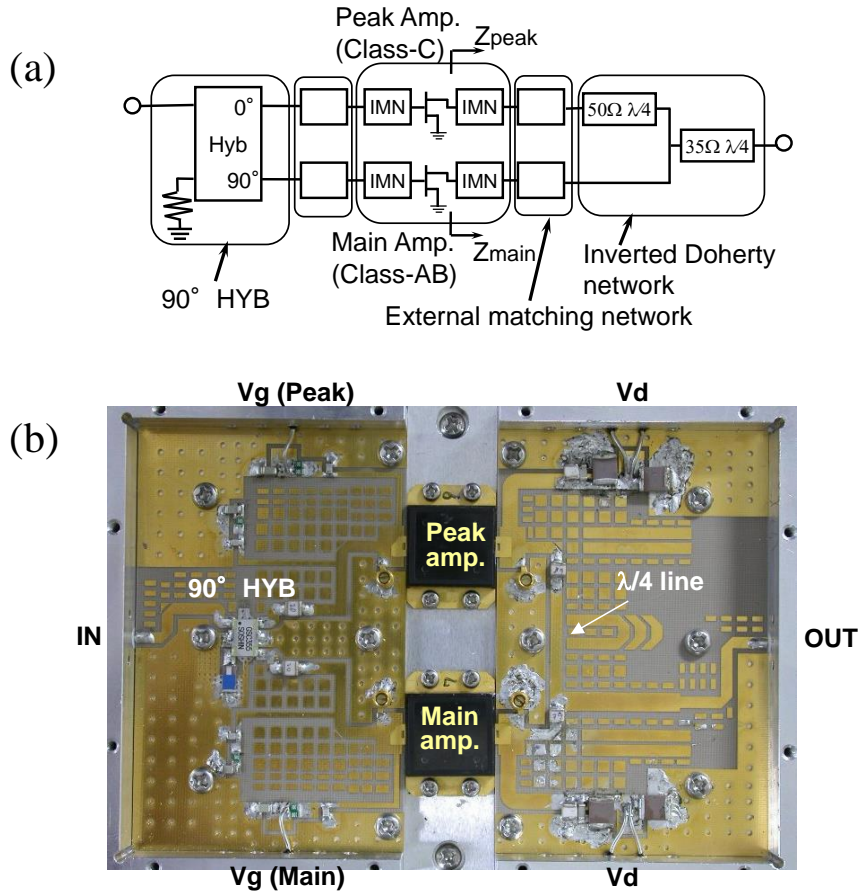 (a)
Peak Amp.
(Class-C)
Zpeak
0°
Hyb
90°
IMN
IMN
50Ω λ/4
35Ω λ/4
IMN
IMN
Main Amp.
(Class-AB)
Zmain
Inverted Doherty
network
90° HYB
External matching network
(b)
Vg (Peak)
Vd
Peak
amp.
90° HYB
λ/4 line
IN
OUT
Main
amp.
Vg (Main)
Vd